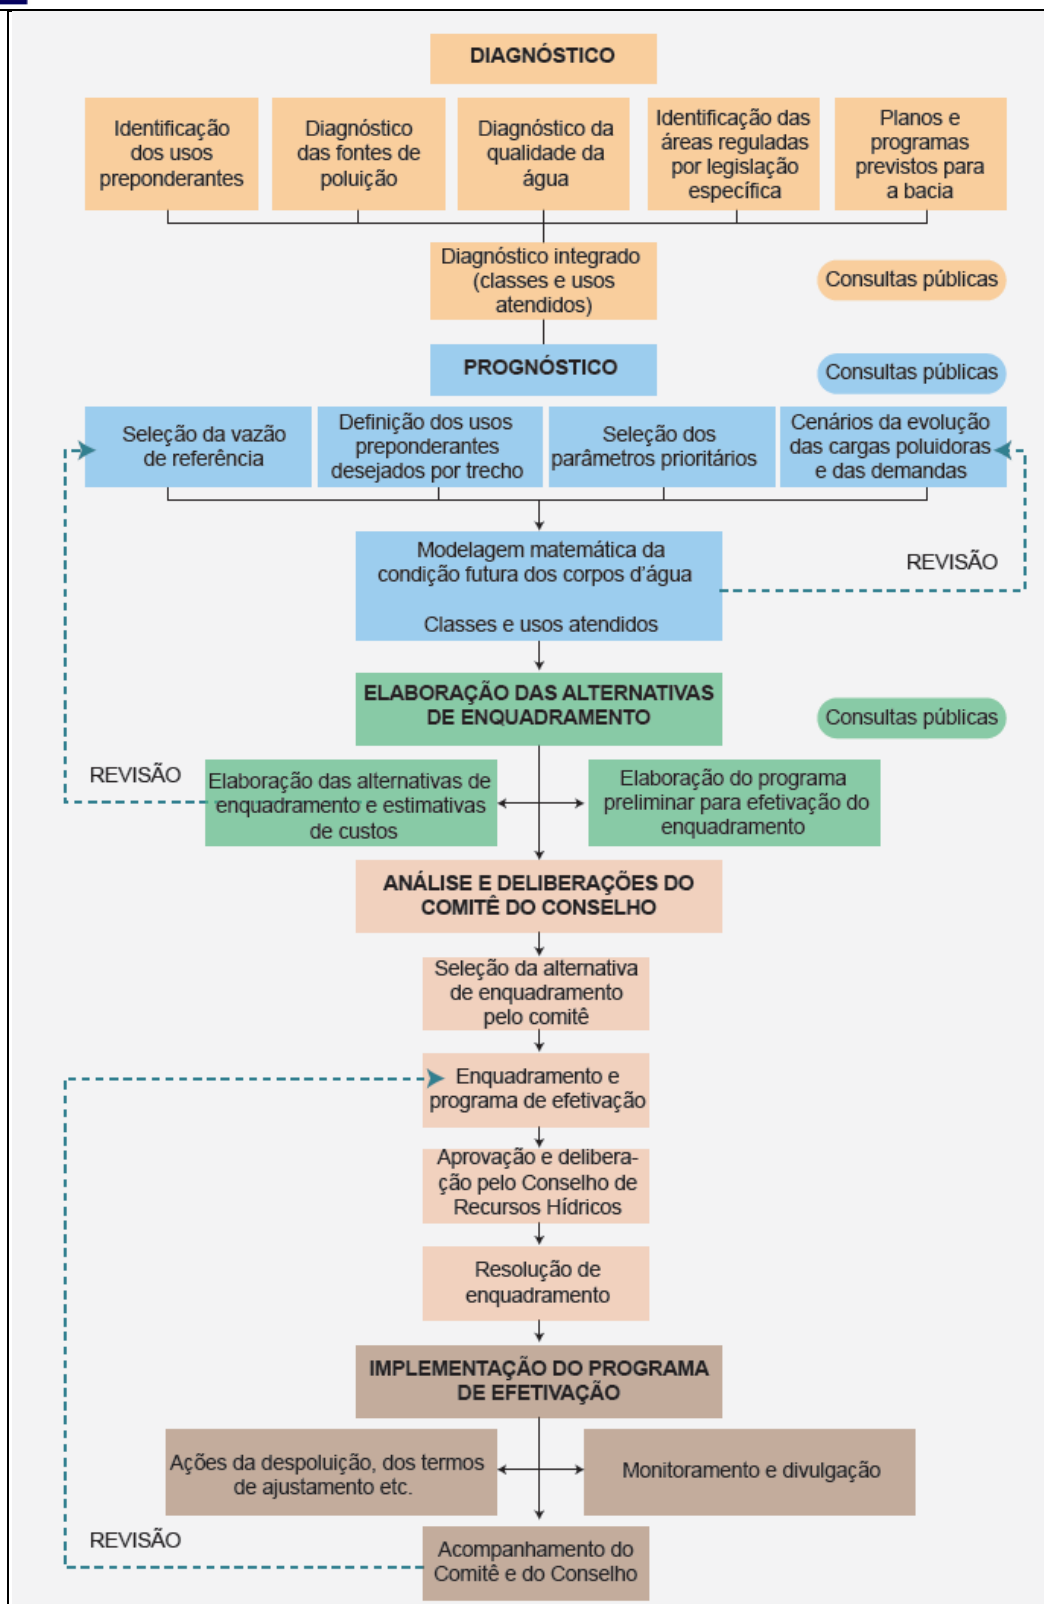 DIAGNÓSTICO
Identificação
dos usos
preponderantes
Diagnóstico
das fontes de
poluição
Diagnóstico da
qualidade da
água
Identificação das
áreas reguladas
por legislação
específica
Planos e
programas
previstos para
a bacia
Diagnóstico integrado
(classes e usos
atendidos)
Consultas públicas
PROGNÓSTICO
Consultas públicas
Seleção da vazão
de referência
Definição dos usos
preponderantes
desejados por trecho
Seleção dos
parâmetros prioritários
Cenários da evolução
das cargas poluidoras
e das demandas
Modelagem matemática da
condição futura dos corpos d’água
Classes e usos atendidos
REVISÃO
ELABORAÇÃO DAS ALTERNATIVAS
DE ENQUADRAMENTO
Consultas públicas
REVISÃO
Elaboração das alternativas de
enquadramento e estimativas
de custos
Elaboração do programa
preliminar para efetivação do
enquadramento
ANÁLISE E DELIBERAÇÕES DO
COMITÊ DO CONSELHO
Seleção da alternativa
de enquadramento
pelo comitê
Enquadramento e
programa de efetivação
Aprovação e delibera-
ção pelo Conselho de
Recursos Hídricos
Resolução de
enquadramento
IMPLEMENTAÇÃO DO PROGRAMA
DE EFETIVAÇÃO
Ações da despoluição, dos termos
de ajustamento etc.
Monitoramento e divulgação
REVISÃO
Acompanhamento do
Comitê e do Conselho